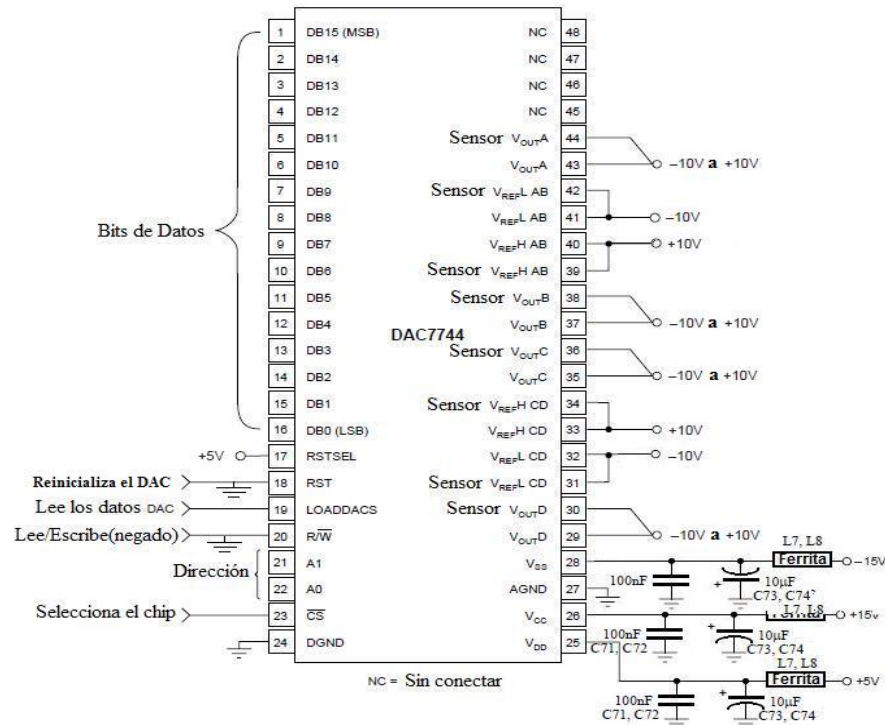 1 DB15 (MSB) NC 48
2 DB14 NC 47
3 DB13 NC 46
4 DB12 NC 45
5 DB11 Sensor VOUTA 44
6 DB10 VOUTA 43 –10V a +10V
7 DB9 Sensor VREFL AB 42
8 DB8 VREFL AB 41 –10V
Bits de Datos
9 DB7 VREFH AB 40 +10V
10 DB6 Sensor VREFH AB 39
11 DB5 Sensor VOUTB 38
12 DB4 VOUTB 37 –10V a +10V
DAC7744
13 DB3 Sensor VOUTC 36
14 DB2 VOUTC 35 –10V a +10V
15 DB1 Sensor VREFH CD 34
16 DB0 (LSB) VREFH CD 33 +10V
+5V 17 RSTSEL VREFL CD 32 –10V
Reinicializa el DAC 18 RST Sensor VREFL CD 31
Lee los datos DAC 19 LOADDACS Sensor VOUTD 30
Lee/Escribe(negado) 20 R/W VOUTD 29 –10V a +10V
L7, L8
21 A1 VSS 28 Ferrita –15V
Dirección
22 A0 AGND 27 100nF + 10μF
C73, C74
L7, L8
Selecciona el chip 23 CS VCC 26 +15V
24 DGND VDD 25 100nF + 10μF
C71, C72 C73, C74
L7, L8
NC = Sin conectar Ferrita +5V
100nF + 10μF
C71, C72 C73, C74